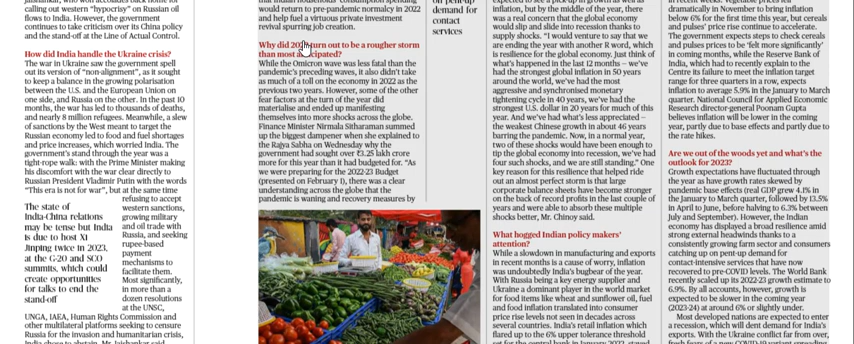 calling out western "hypocrisy" on Russian oil
flows to India. However, the government
continues to take criticism over its China policy
and the stand-off at the Line of Actual Control.
How did India handle the Ukraine crisis?
The war in Ukraine saw the government spell
out its version of "non-alignment", as it sought
to keep a balance in the growing polarisation
between the U.S. and the European Union on
one side, and Russia on the other. In the past 10
months, the war has led to thousands of deaths,
and nearly 8 million refugees. Meanwhile, a slew
of sanctions by the West meant to target the
Russian economy led to food and fuel shortages
and price increases, which worried India. The
government's stand through the year was a
tight-rope walk: with the Prime Minister making
his discomfort with the war clear directly to
Russian President Vladimir Putin with the words
"This era is not for war", but at the same time
refusing to accept
western sanctions,
growing military
and oil trade with
Russia, and seeking
rupee-based
payment
mechanisms to
facilitate them.
Most significantly,
in more than a
dozen resolutions
at the UNSC,
The state of
India-China relations
may be tense but India
is due to host Xi
Jinping twice in 2023,
at the G-20 and SCO
summits, which could
create opportunities
for talks to end the
stand-off
UNGA, IAEA, Human Rights Commission and
other multilateral platforms seeking to censure
Russia for the invasion and humanitarian crisis,
would return to pre-pandemic normalcy in 2022
and help fuel a virtuous private investment
revival spurring job creation.
Why did 2022 turn out to be a rougher storm
than most
While the Omicron wave was less fatal than the
pandemic's preceding waves, it also didn't take
as much of a toll on the economy in 2022 as the
previous two years. However, some of the other
fear factors at the turn of the year did
materialise and ended up manifesting
themselves into more shocks across the globe.
Finance Minister Nirmala Sitharaman summed
up the biggest dampener when she explained to
the Rajya Sabha on Wednesday why the
government had sought over ₹3.25 lakh crore
more for this year than it had budgeted for. "As
we were preparing for the 2022-23 Budget
(presented on February 1), there was a clear
understanding across the globe that the
pandemic is waning and recovery measures by
demand for
contact
services
inflation, but by the middle of the year, there
was a real concern that the global economy
would slip and slide into recession thanks to
supply shocks. "I would venture to say that we
are ending the year with another R word, which
is resilience for the global economy. Just think of
what's happened in the last 12 months – we've
had the strongest global inflation in 50 years
around the world, we've had the most
aggressive and synchronised monetary
tightening cycle in 40 years, we've had the
strongest U.S. dollar in 20 years for much of this
year. And we've had what's less appreciated –
the weakest Chinese growth in about 46 years
barring the pandemic. Now, in a normal year,
two of these shocks would have been enough to
tip the global economy into recession, we've had
four such shocks, and we are still standing." One
key reason for this resilience that helped ride
out an almost perfect storm is that large
corporate balance sheets have become stronger
on the back of record profits in the last couple of
years and were able to absorb these multiple
shocks better, Mr. Chinoy said.
What hogged Indian policy makers'
attention?
While a slowdown in manufacturing and exports
in recent months is a cause of worry, inflation
was undoubtedly India's bugbear of the year.
With Russia being a key energy supplier and
Ukraine a dominant player in the world market
for food items like wheat and sunflower oil, fuel
and food inflation translated into consumer
price rise levels not seen in decades across
several countries. India's retail inflation which
flared up to the 6% upper tolerance threshold
dramatically in November to bring inflation
below 6% for the first time this year, but cereals
and pulses' price rise continue to accelerate.
The government expects steps to check cereals
and pulses prices to be 'felt more significantly'
in coming months, while the Reserve Bank of
India, which had to recently explain to the
Centre its failure to meet the inflation target
range for three quarters in a row, expects
inflation to average 5.9% in the January to March
quarter. National Council for Applied Economic
Research director-general Poonam Gupta
believes inflation will be lower in the coming
year, partly due to base effects and partly due to
the rate hikes.
Are we out of the woods yet and what's the
outlook for 2023?
Growth expectations have fluctuated through
the year as growth rates skewed by
pandemic base effects (real GDP grew 4.1% in
the January to March quarter, followed by 13.5%
in April to June, before halving to 6.3% between
July and September). However, the Indian
economy has displayed a broad resilience amid
strong external headwinds thanks to a
consistently growing farm sector and consumers
catching up on pent-up demand for
contact-intensive services that have now
recovered to pre-COVID levels. The World Bank
recently scaled up its 2022-23 growth estimate to
6.9%. By all accounts, however, growth is
expected to be slower in the coming year
(2023-24) at around 6% or slightly under.
Most developed nations are expected to enter
a recession, which will dent demand for India's
exports. With the Ukraine conflict far from over,